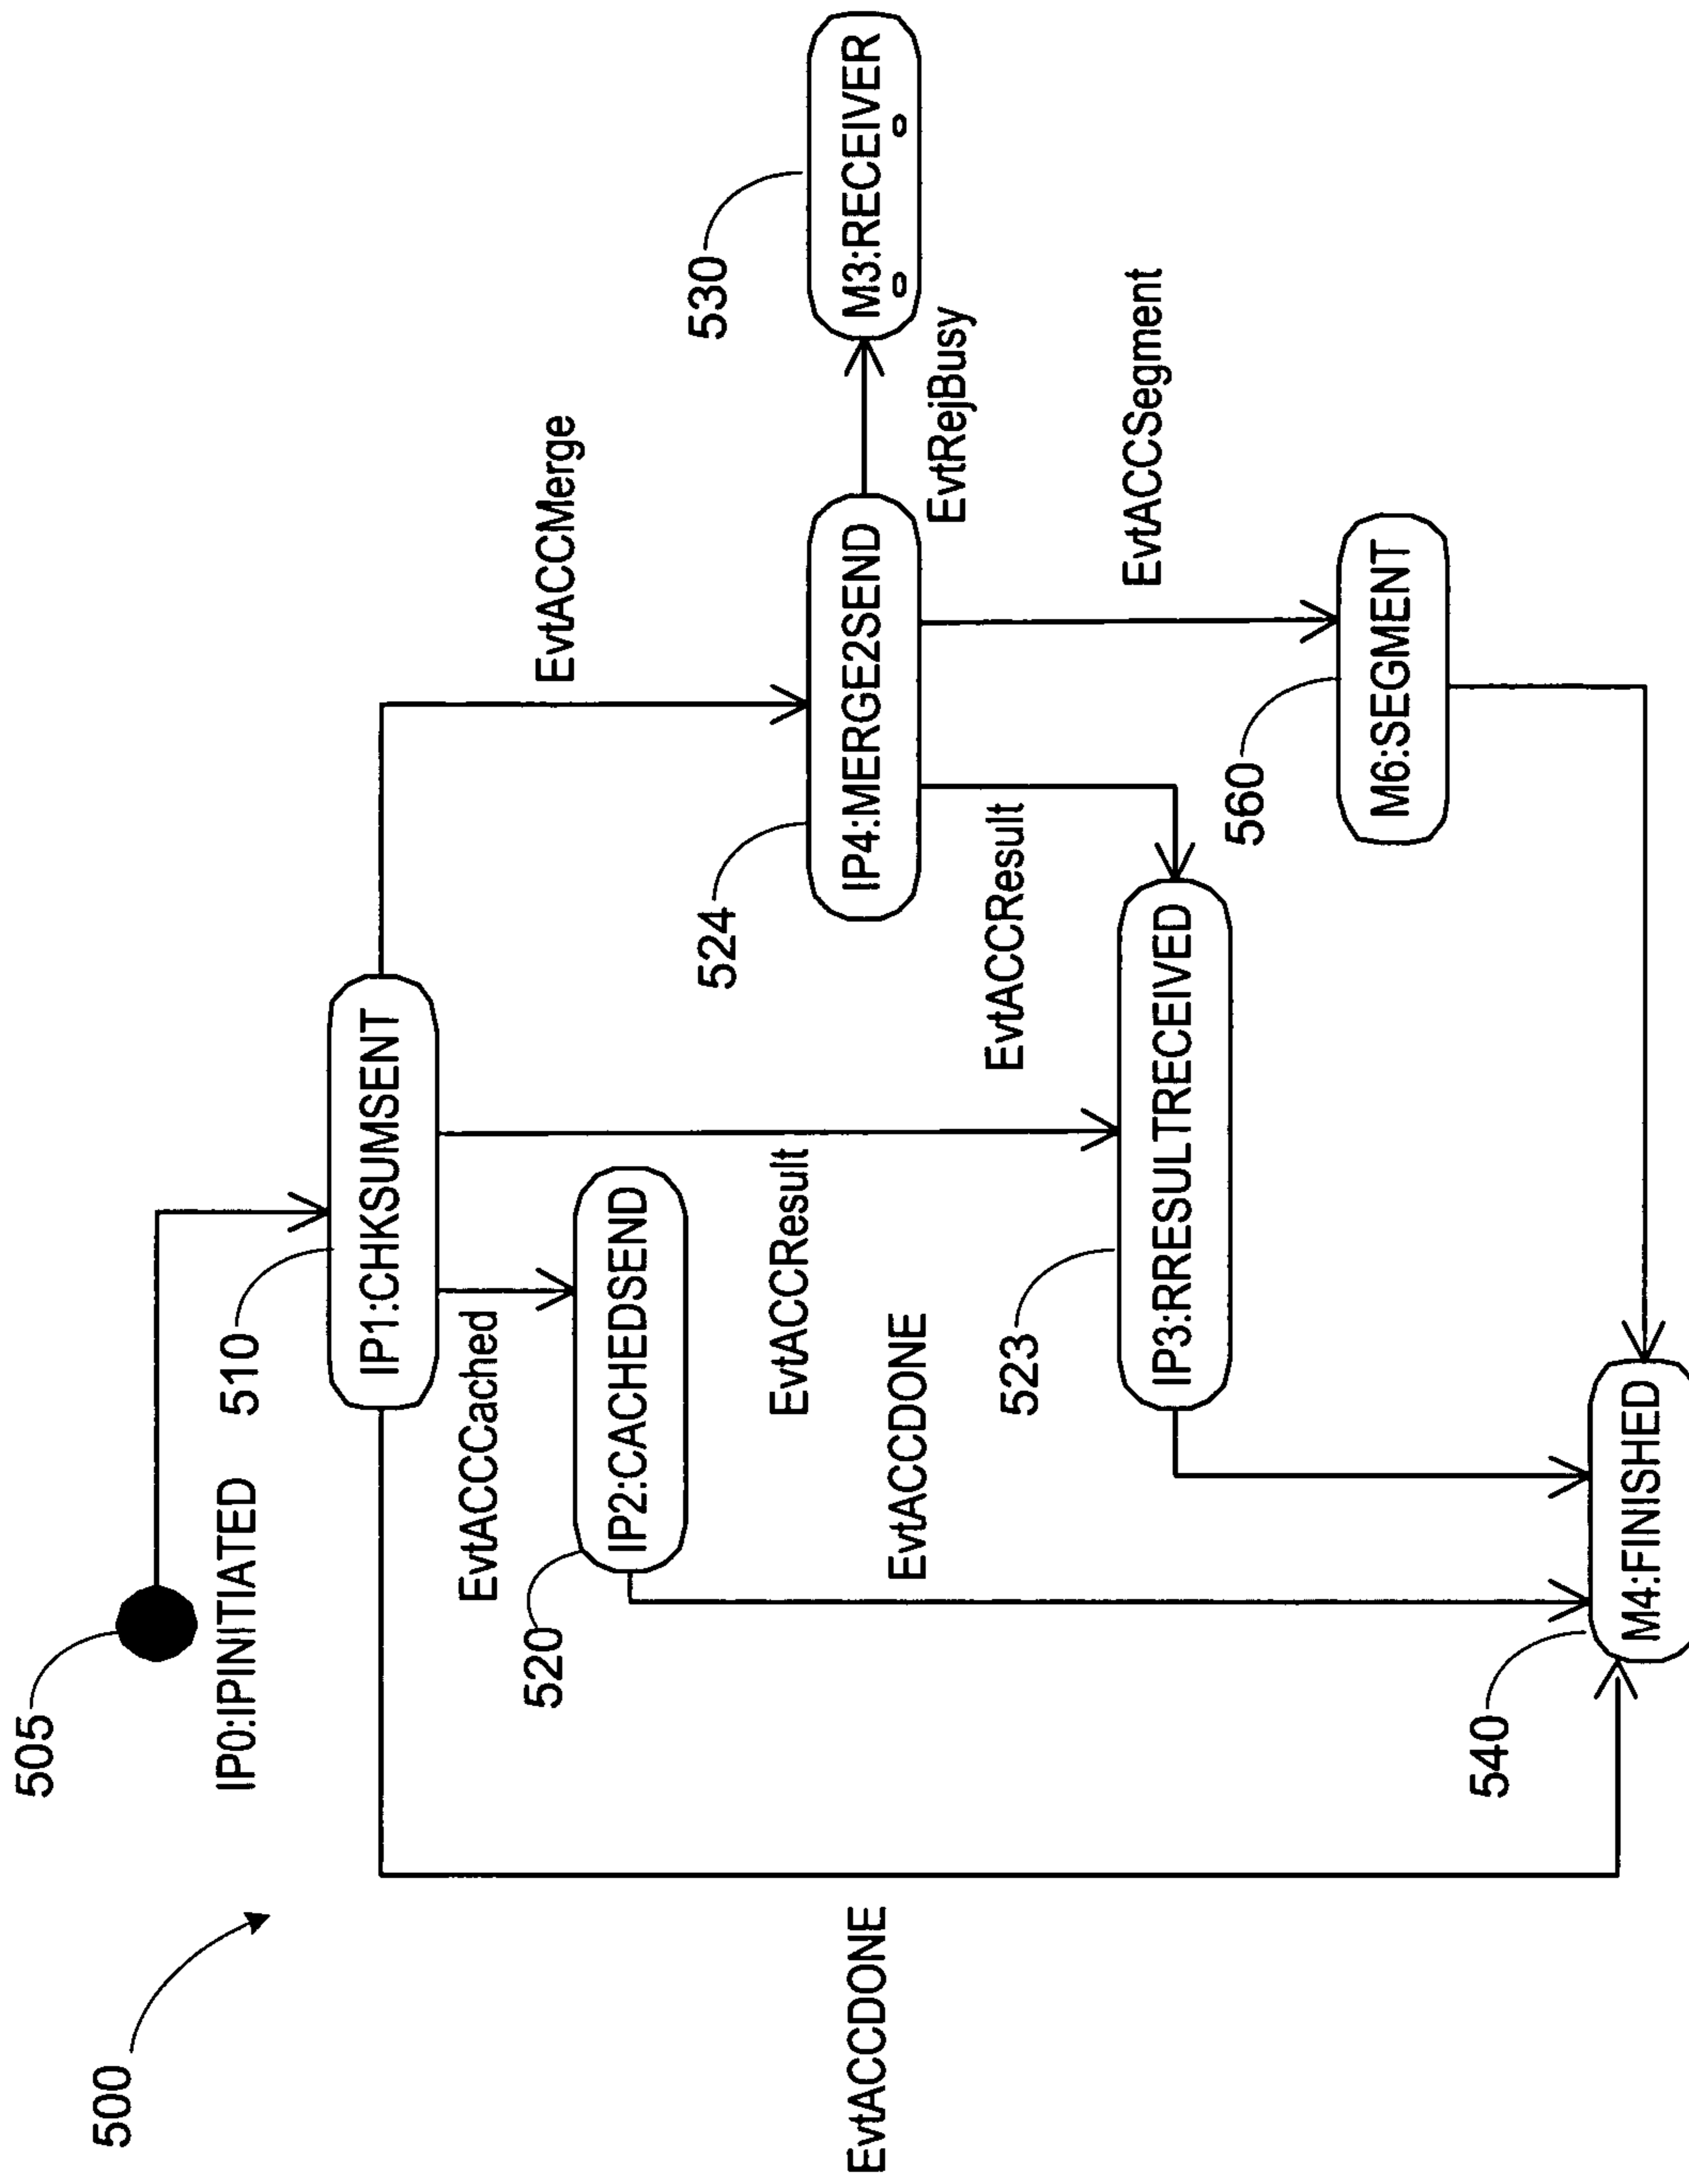 505
IP0:IPINITIATED
500
510
IP1:CHKSUMSENT
EvtACCMerge
EvtACCCached
520
IP2:CACHEDSEND
524
IP4:MERGE2SEND
530
M3:RECEIVER
EvtRejBusy
EvtACCResult
EvtACCResult
EvtACCDONE
EvtACCDONE
EvtACCSegment
523
IP3:RRESULTRECEIVED
560
M6:SEGMENT
540
M4:FINISHED